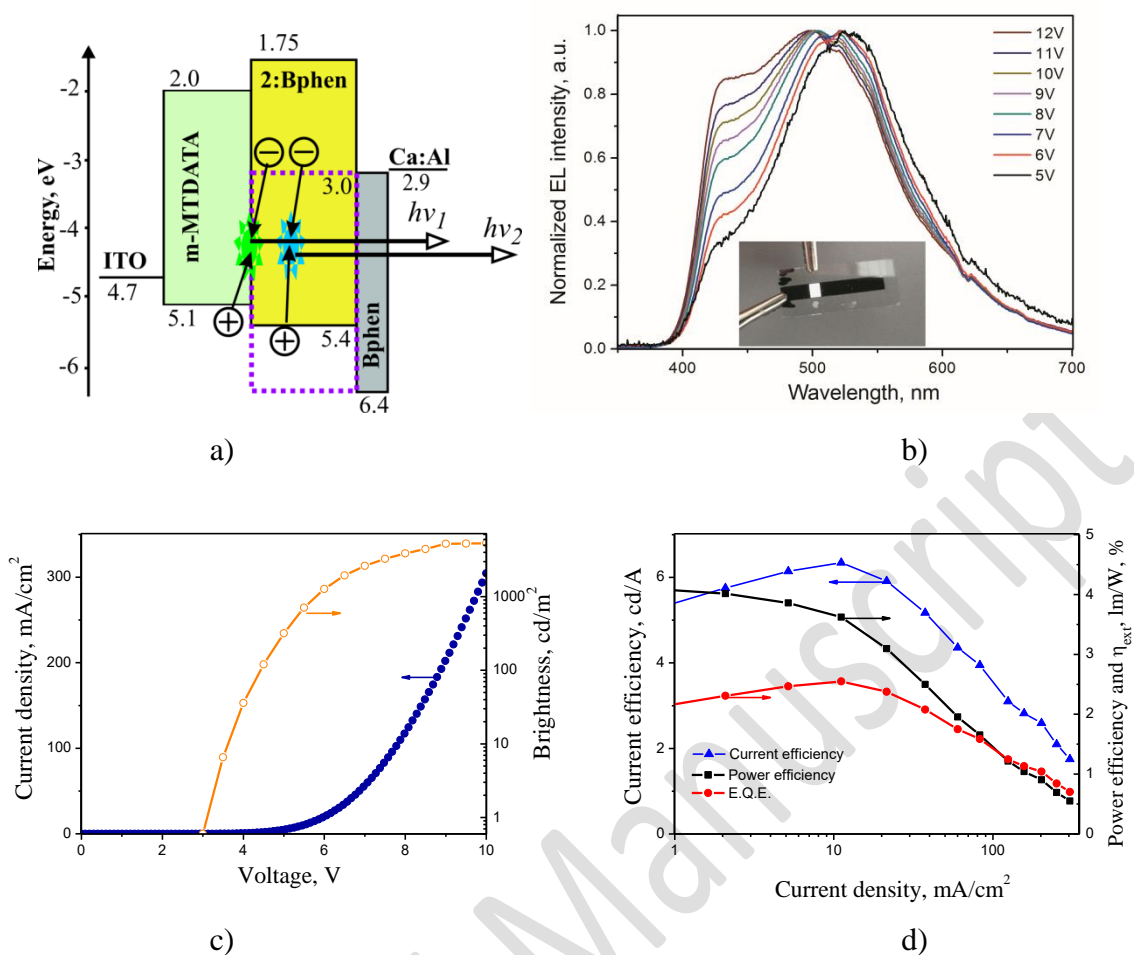 1.75
2.0
2:Bphen
-2
m-MTDATA
-3
Ca:Al
3.0
2.9
Energy, eV
hν1
hν2
-4
ITO
4.7
-5
5.1
5.4
Bphen
-6
6.4
a)
1.0
0.8
0.6
0.4
0.2
0.0
Normalized EL intensity, a.u.
12V
11V
10V
9V
8V
7V
6V
5V
400 500 600 700
Wavelength, nm
b)
300
250
200
150
100
50
0
Current density, mA/cm2
1000
100
10
1
Brightness, cd/m2
0 2 4 6 8 10
Voltage, V
c)
6
4
2
0
Current efficiency, cd/A
5
4
3
2
1
0
Power efficiency and ηext, lm/W, %
Current efficiency
Power efficiency
E.Q.E.
1 10 100
Current density, mA/cm2
d)
Manuscript